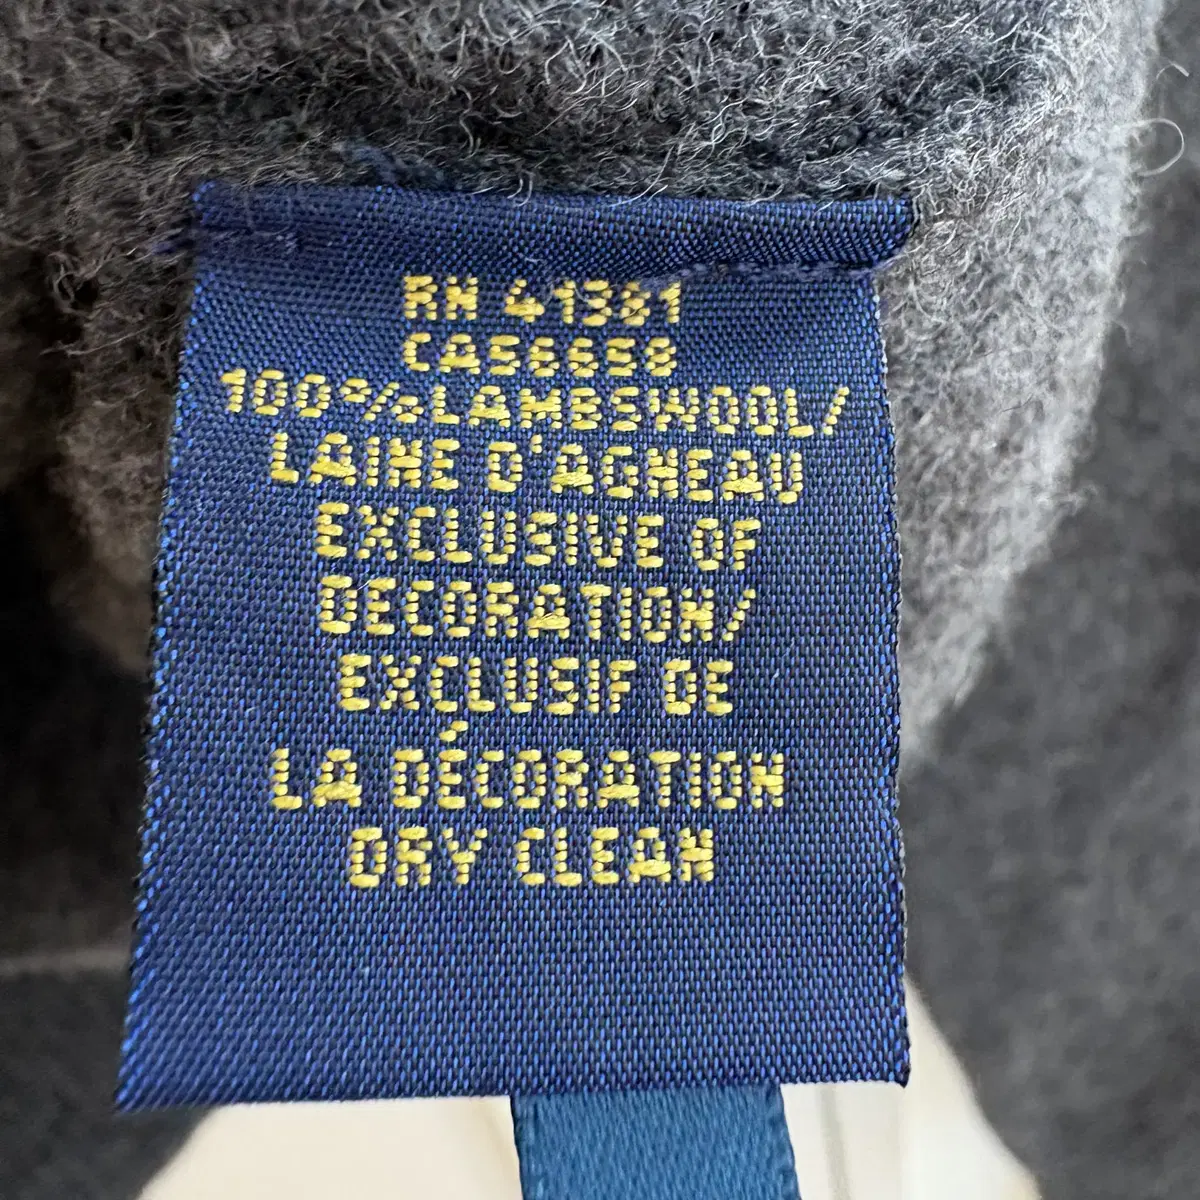 RN 41381
CA56658
100% LAMBSWOOL/
LAINE D'AGNEAU
EXCLUSIVE OF
DECORATION/
EXCLUSIF DE
LA DÉCORATION
DRY CLEAN